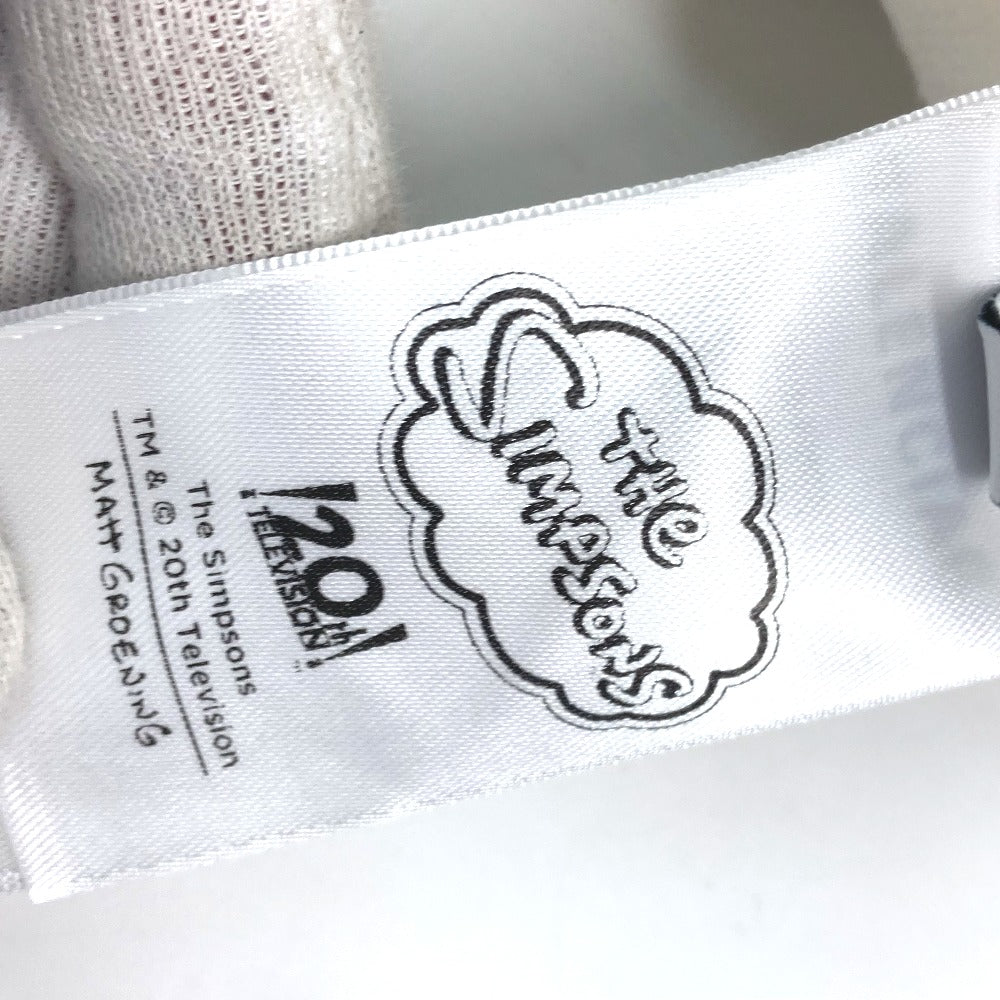 the
Simpsons
20th
TELEVISION
The Simpsons
TM & © 20th Television
MATT GROENING